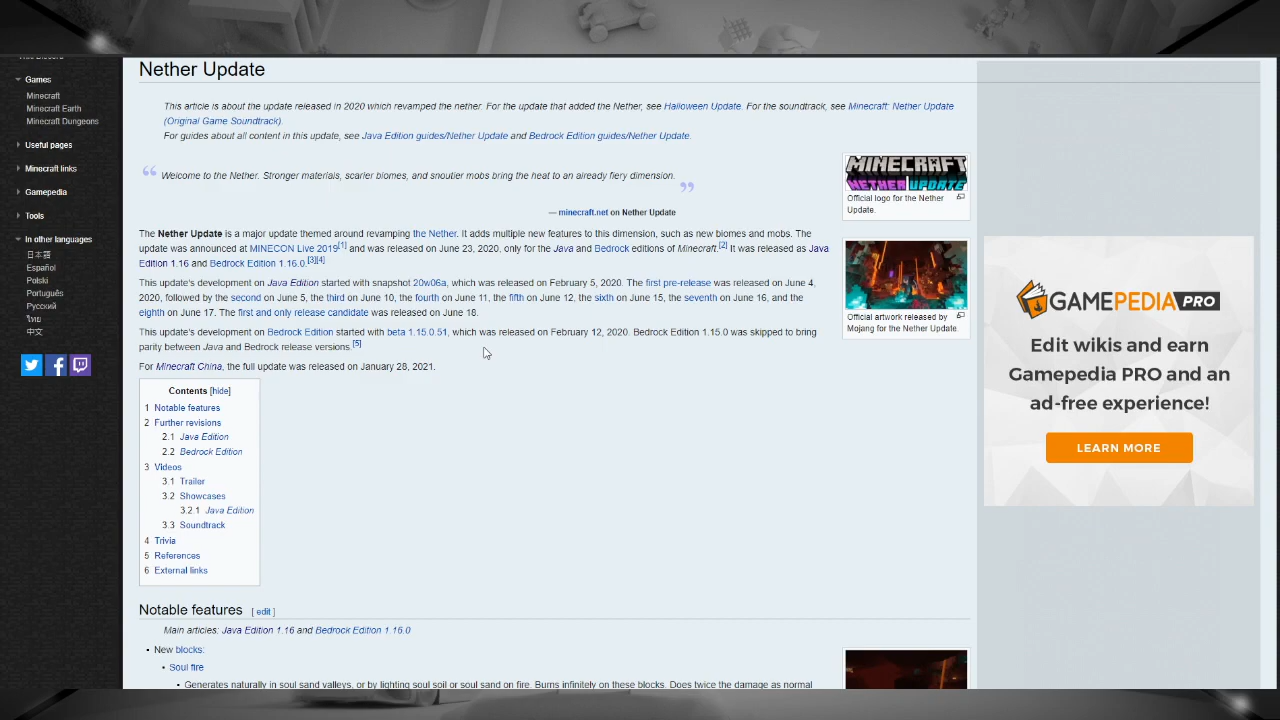 Games
Minecraft
Minecraft Earth
Minecraft Dungeons
Useful pages
Minecraft links
Gamepedia
Tools
In other languages
日本語
Español
Polski
Português
Русский
ไทย
中文
Nether Update
This article is about the update released in 2020 which revamped the nether. For the update that added the Nether, see Halloween Update. For the soundtrack, see Minecraft: Nether Update
(Original Game Soundtrack).
For guides about all content in this update, see Java Edition guides/Nether Update and Bedrock Edition guides/Nether Update.
“ Welcome to the Nether. Stronger materials, scarier biomes, and snoutier mobs bring the heat to an already fiery dimension. ”
— minecraft.net on Nether Update
The Nether Update is a major update themed around revamping the Nether. It adds multiple new features to this dimension, such as new biomes and mobs. The
update was announced at MINECON Live 2019[1] and was released on June 23, 2020, only for the Java and Bedrock editions of Minecraft.[2] It was released as Java
Edition 1.16 and Bedrock Edition 1.16.0.[3][4]
This update's development on Java Edition started with snapshot 20w06a, which was released on February 5, 2020. The first pre-release was released on June 4,
2020, followed by the second on June 5, the third on June 10, the fourth on June 11, the fifth on June 12, the sixth on June 15, the seventh on June 16, and the
eighth on June 17. The first and only release candidate was released on June 18.
This update's development on Bedrock Edition started with beta 1.15.0.51, which was released on February 12, 2020. Bedrock Edition 1.15.0 was skipped to bring
parity between Java and Bedrock release versions.[5]
For Minecraft China, the full update was released on January 28, 2021.
Contents [hide]
1 Notable features
2 Further revisions
2.1 Java Edition
2.2 Bedrock Edition
3 Videos
3.1 Trailer
3.2 Showcases
3.2.1 Java Edition
3.3 Soundtrack
4 Trivia
5 References
6 External links
Notable features [ edit ]
Main articles: Java Edition 1.16 and Bedrock Edition 1.16.0
New blocks:
Soul fire
Generates naturally in soul sand valleys, or by lighting soul soil or soul sand on fire. Burns infinitely on these blocks. Does twice the damage as normal
MINECRAFT
NETHER UPDATE
Official logo for the Nether
Update.
Official artwork released by
Mojang for the Nether Update.
GAMEPEDIA PRO
Edit wikis and earn
Gamepedia PRO and an
ad-free experience!
LEARN MORE